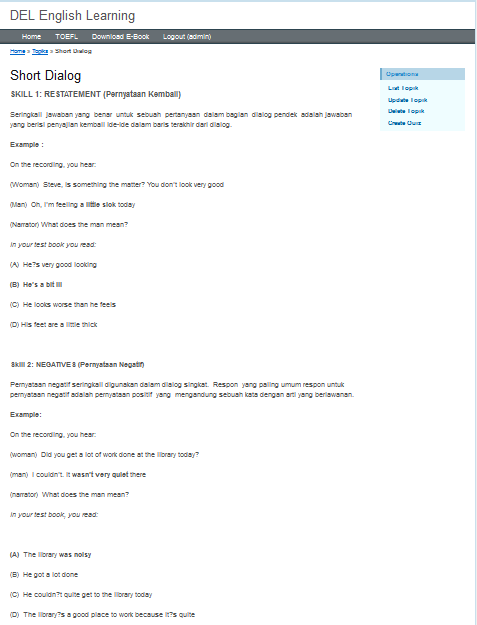 DEL English Learning
Home TOEFL Download E-Book Logout (admin)
Home » Topiks » Short Dialog
Short Dialog
SKILL 1: RESTATEMENT (Pernyataan Kembali)
Seringkali jawaban yang benar untuk sebuah pertanyaan dalam bagian dialog pendek adalah jawaban
yang berisi penyajian kembali ide-ide dalam baris terakhir dari dialog.
Example :
On the recording, you hear:
(Woman) Steve, is something the matter? You don't look very good
(Man) Oh, I'm feeling a little sick today
(Narrator) What does the man mean?
In your test book you read:
(A) He?s very good looking
(B) He's a bit ill
(C) He looks worse than he feels
(D) His feet are a little thick
Skill 2: NEGATIVES (Pernyataan Negatif)
Pernyataan negatif seringkali digunakan dalam dialog singkat. Respon yang paling umum respon untuk
pernyataan negatif adalah pernyataan positif yang mengandung sebuah kata dengan arti yang berlawanan.
Example:
On the recording, you hear:
(woman) Did you get a lot of work done at the library today?
(man) I couldn't. It wasn't very quiet there
(narrator) What does the man mean?
In your test book, you read:
(A) The library was noisy
(B) He got a lot done
(C) He couldn?t quite get to the library today
(D) The library?s a good place to work because it?s quite
Operations
List Topik
Update Topik
Delete Topik
Create Quiz